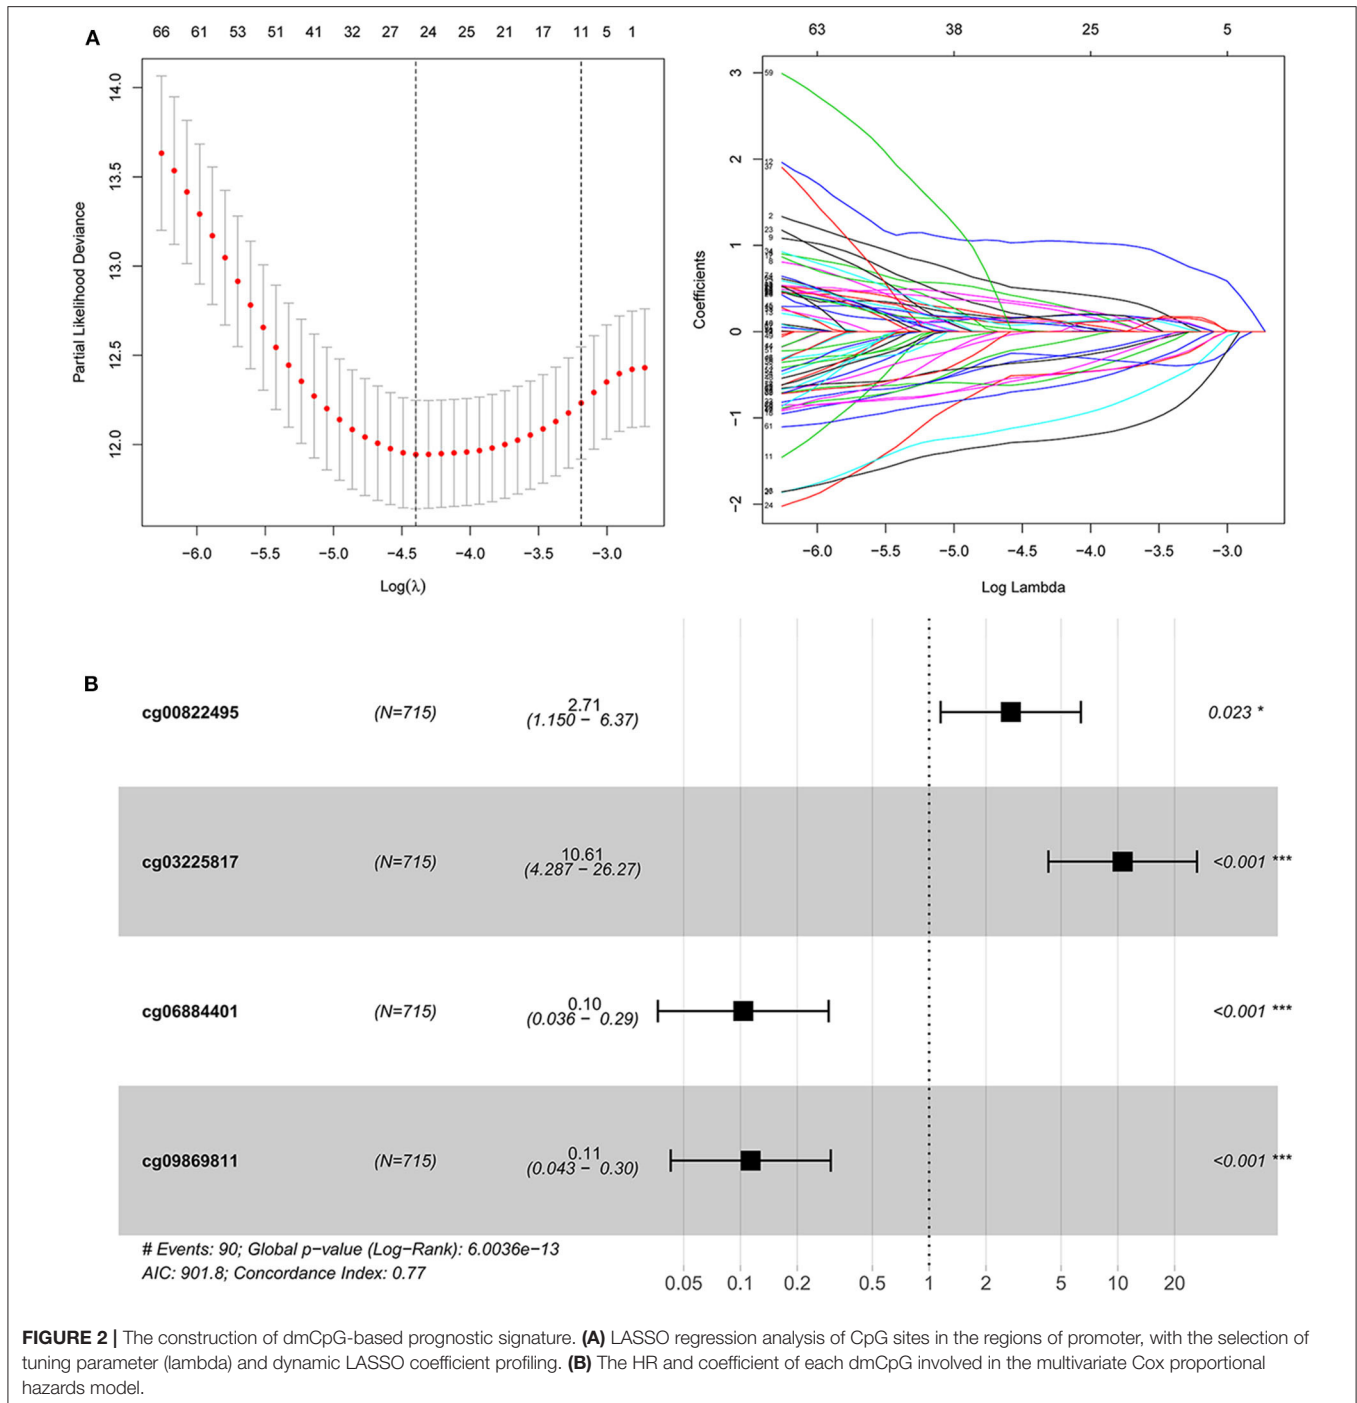 A
66 61 53 51 41 32 27 24 25 21 17 11 5 1
14.0
13.5
13.0
12.5
12.0
Partial Likelihood Deviance
−6.0 −5.5 −5.0 −4.5 −4.0 −3.5 −3.0
Log(λ)
63 38 25 5
3
2
1
0
−1
−2
Coefficients
59
37
2
23
9
8
61
11
24
−6.0 −5.5 −5.0 −4.5 −4.0 −3.5 −3.0
Log Lambda
B
cg00822495 (N=715) 2.71 0.023 *
(1.150 − 6.37)
cg03225817 (N=715) 10.61 <0.001 ***
(4.287 − 26.27)
cg06884401 (N=715) 0.10 <0.001 ***
(0.036 − 0.29)
cg09869811 (N=715) 0.11 <0.001 ***
(0.043 − 0.30)
# Events: 90; Global p−value (Log−Rank): 6.0036e−13
AIC: 901.8; Concordance Index: 0.77
0.05 0.1 0.2 0.5 1 2 5 10 20
FIGURE 2 | The construction of dmCpG-based prognostic signature. (A) LASSO regression analysis of CpG sites in the regions of promoter, with the selection of
tuning parameter (lambda) and dynamic LASSO coefficient profiling. (B) The HR and coefficient of each dmCpG involved in the multivariate Cox proportional
hazards model.